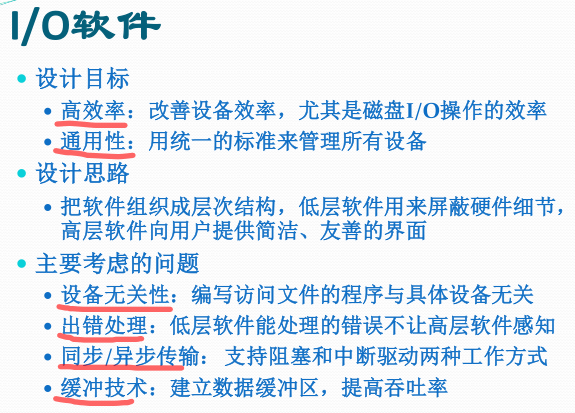 I/O软件
• 设计目标
• 高效率：改善设备效率，尤其是磁盘I/O操作的效率
• 通用性：用统一的标准来管理所有设备
• 设计思路
• 把软件组织成层次结构，低层软件用来屏蔽硬件细节，
高层软件向用户提供简洁、友善的界面
• 主要考虑的问题
• 设备无关性：编写访问文件的程序与具体设备无关
• 出错处理：低层软件能处理的错误不让高层软件感知
• 同步/异步传输： 支持阻塞和中断驱动两种工作方式
• 缓冲技术：建立数据缓冲区，提高吞吐率